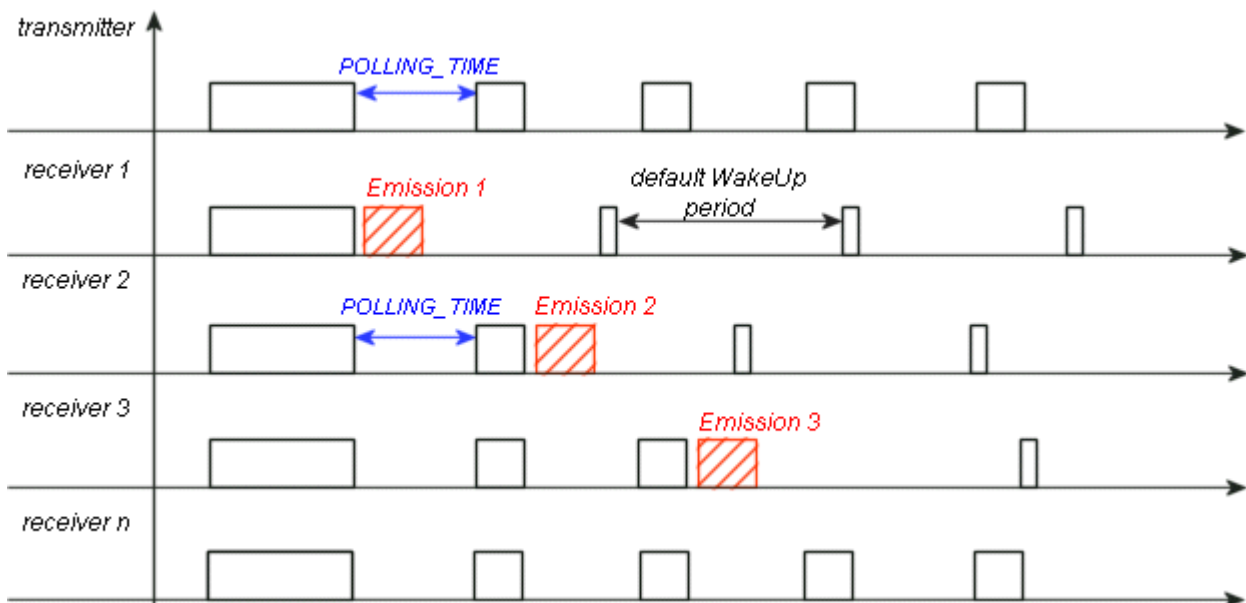 transmitter
POLLING_TIME
receiver 1
Emission 1
default WakeUp
period
receiver 2
POLLING_TIME
Emission 2
receiver 3
Emission 3
receiver n